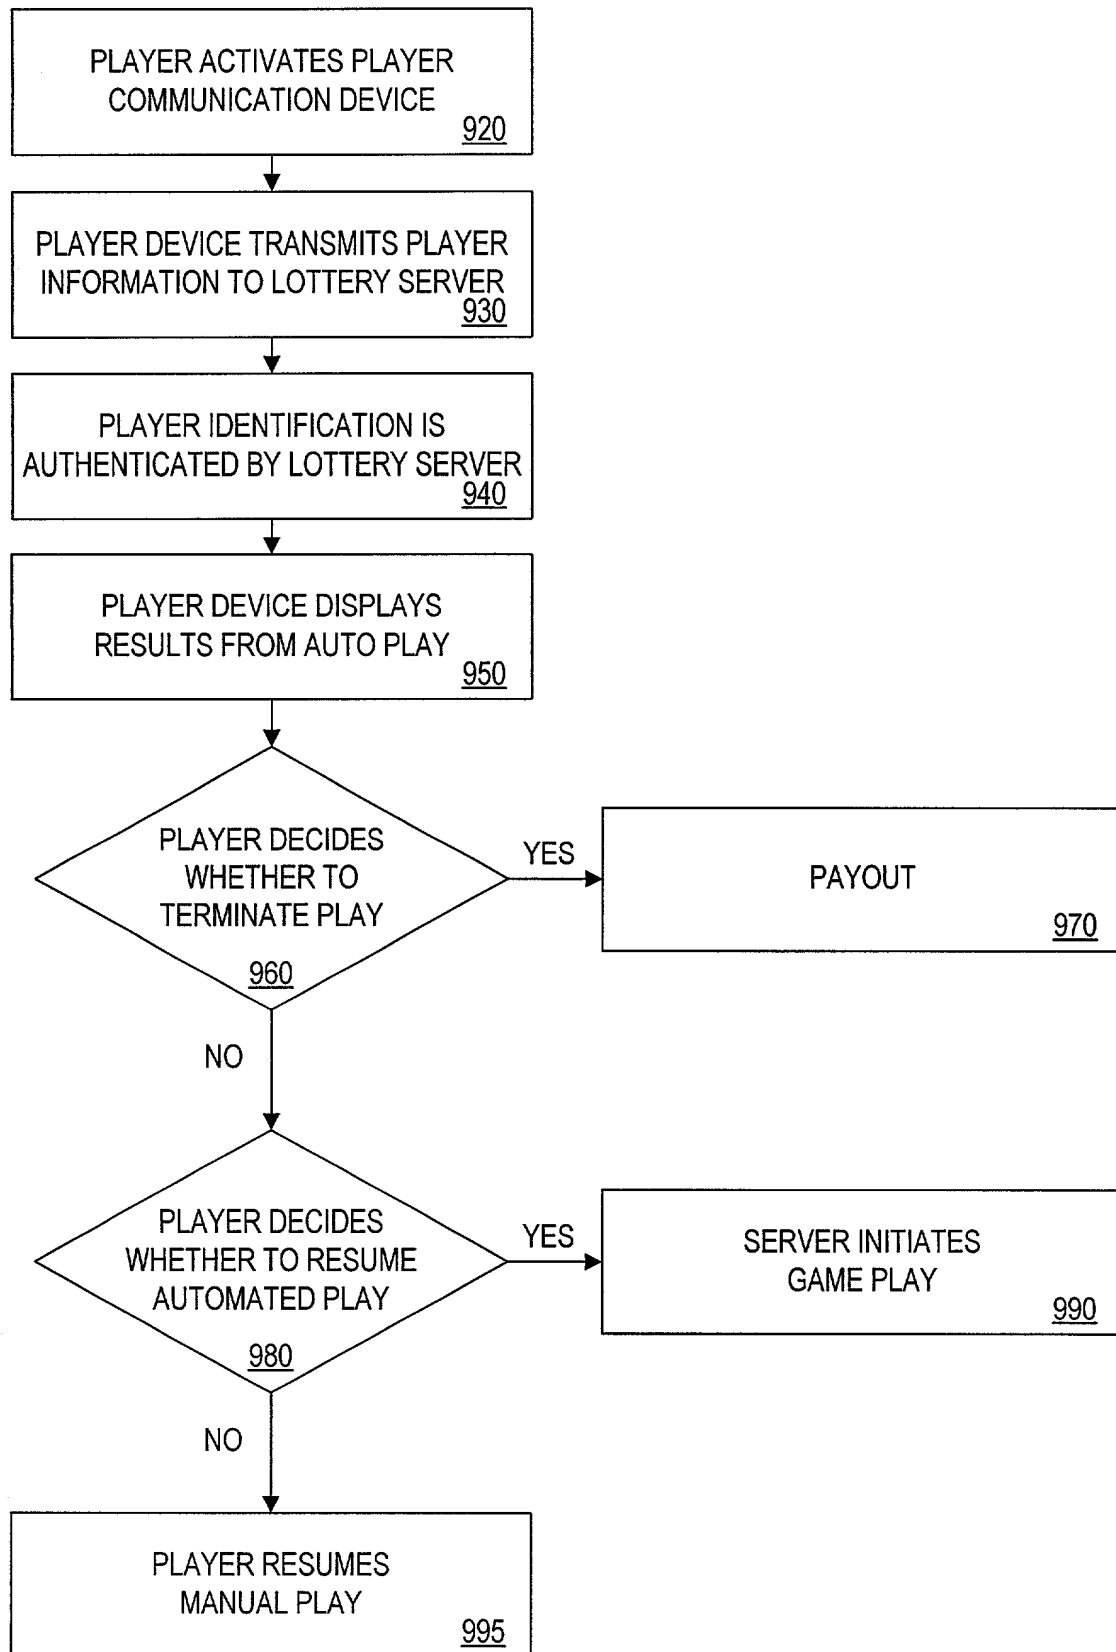 PLAYER ACTIVATES PLAYER
COMMUNICATION DEVICE
920
PLAYER DEVICE TRANSMITS PLAYER
INFORMATION TO LOTTERY SERVER
930
PLAYER IDENTIFICATION IS
AUTHENTICATED BY LOTTERY SERVER
940
PLAYER DEVICE DISPLAYS
RESULTS FROM AUTO PLAY
950
PLAYER DECIDES
WHETHER TO
TERMINATE PLAY
960
YES
PAYOUT
970
NO
PLAYER DECIDES
WHETHER TO RESUME
AUTOMATED PLAY
980
YES
SERVER INITIATES
GAME PLAY
990
NO
PLAYER RESUMES
MANUAL PLAY
995